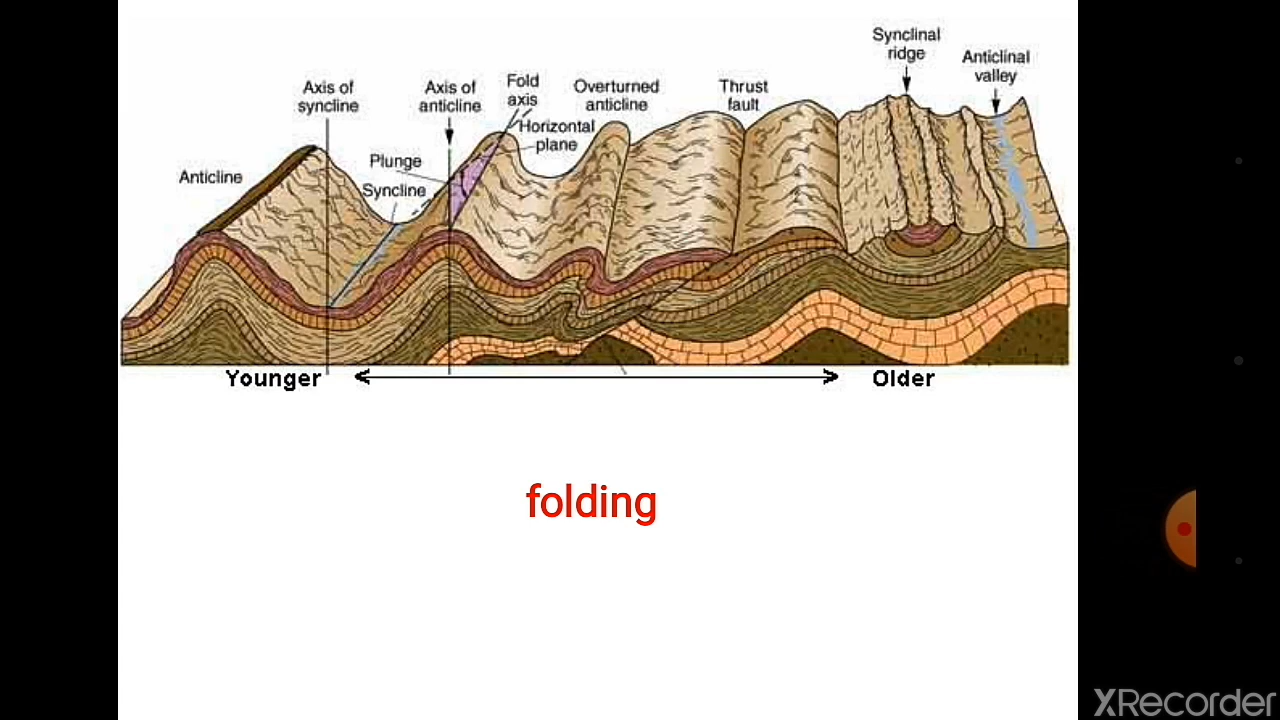 Synclinal
ridge
Anticlinal
valley
Axis of
syncline
Axis of
anticline
Fold
axis
Overturned
anticline
Thrust
fault
Horizontal
plane
Plunge
Anticline
Syncline
Younger
Older
folding
XRecorder